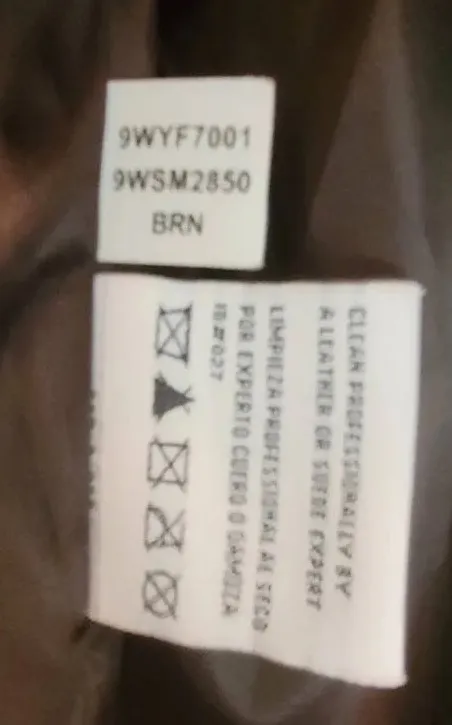 9WYF7001
9WSM2850
BRN
CLEAN PROFESSIONALLY BY
A LEATHER OR SUEDE EXPERT
LIMPIEZA PROFESSIONAL AL SECO
POR EXPERTO CUERO O GAMUZA